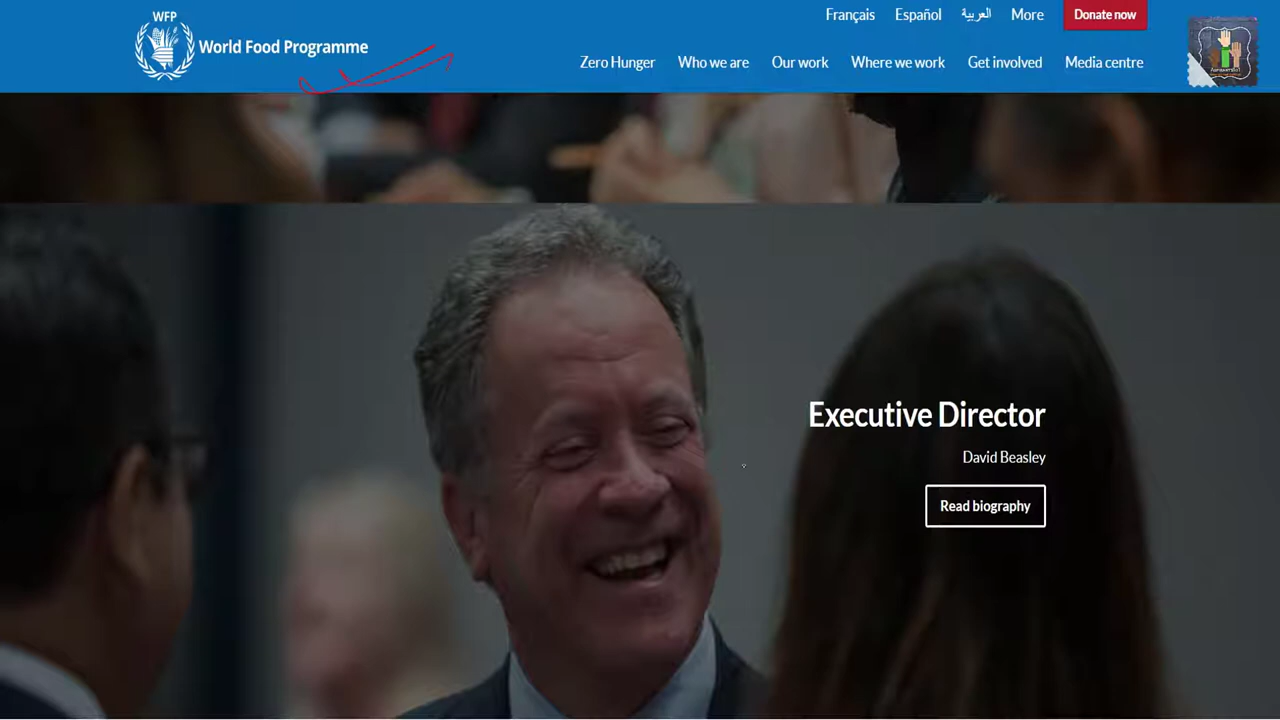 WFP
World Food Programme
Français Español العربية More Donate now
Zero Hunger Who we are Our work Where we work Get involved Media centre
Executive Director
David Beasley
Read biography